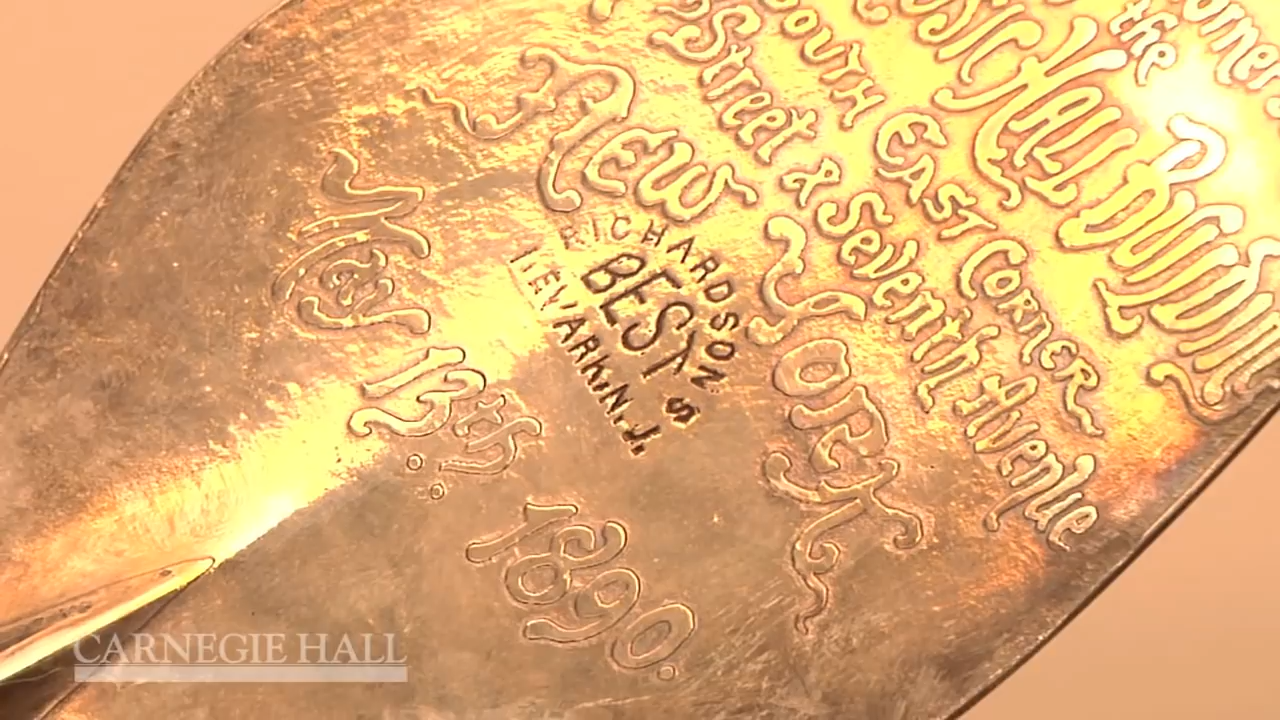 the
MUSIC HALL BUILDING
SOUTH EAST CORNER
Street & Seventh Avenue
New York
May 13th. 1890.
RICHARDSON
BEST
NEWARK N.J.
CARNEGIE HALL